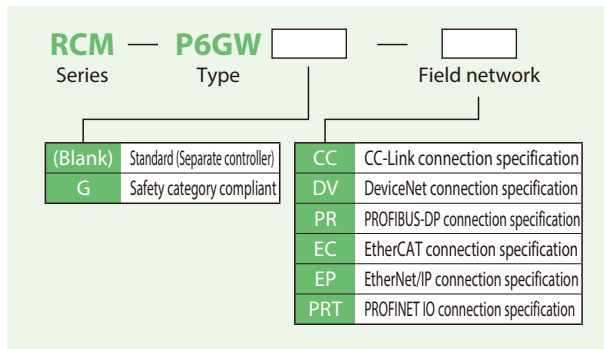 RCM — P6GW — 
Series Type Field network
(Blank) Standard (Separate controller)
G Safety category compliant
CC CC-Link connection specification
DV DeviceNet connection specification
PR PROFIBUS-DP connection specification
EC EtherCAT connection specification
EP EtherNet/IP connection specification
PRT PROFINET IO connection specification